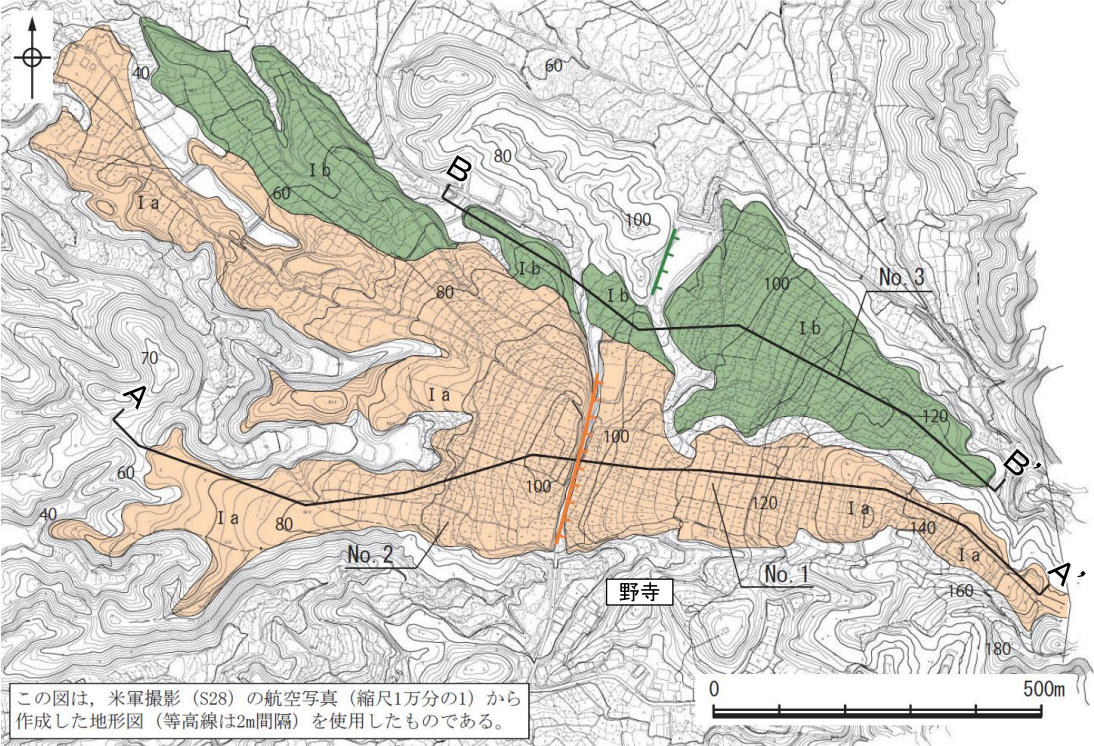 40
60
80
B
Ⅰb
60
Ⅰa
100
No.3
Ⅰb
100
80
Ⅰb
Ⅰb
70
A
Ⅰa
100
120
B'
60
100
120
Ⅰa
40
Ⅰa
80
140
No.2
No.1
Ⅰa
A'
野寺
160
180
この図は，米軍撮影（S28）の航空写真（縮尺1万分の1）から
作成した地形図（等高線は2m間隔）を使用したものである。
0 500m